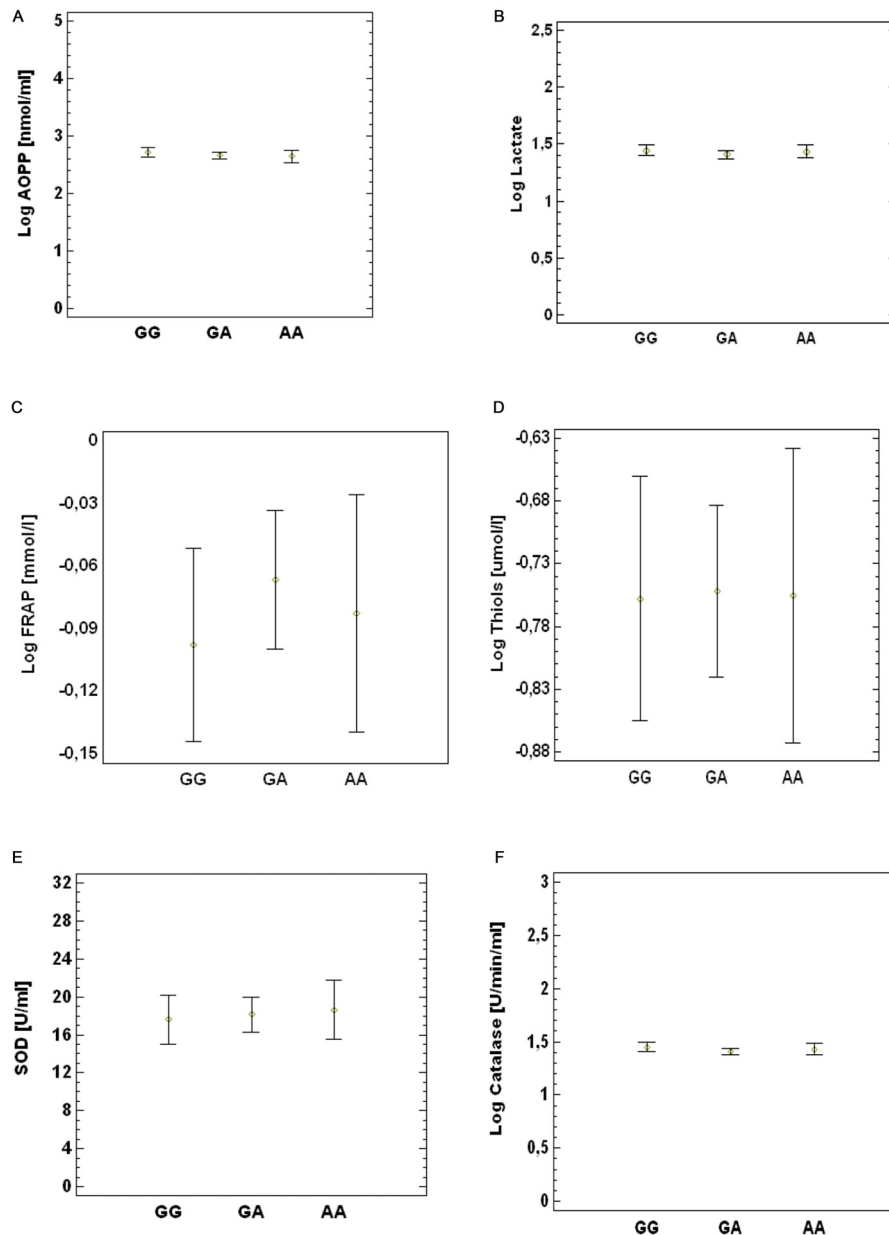 A
Log AOPP [nmol/ml]
5
4
3
2
1
0
GG GA AA
B
Log Lactate
2,5
2
1,5
1
0,5
0
GG GA AA
C
Log FRAP [mmol/l]
0
-0,03
-0,06
-0,09
-0,12
-0,15
GG GA AA
D
Log Thiols [umol/l]
-0,63
-0,68
-0,73
-0,78
-0,83
-0,88
GG GA AA
E
SOD [U/ml]
32
28
24
20
16
12
8
4
0
GG GA AA
F
Log Catalase [U/min/ml]
3
2,5
2
1,5
1
0,5
0
GG GA AA